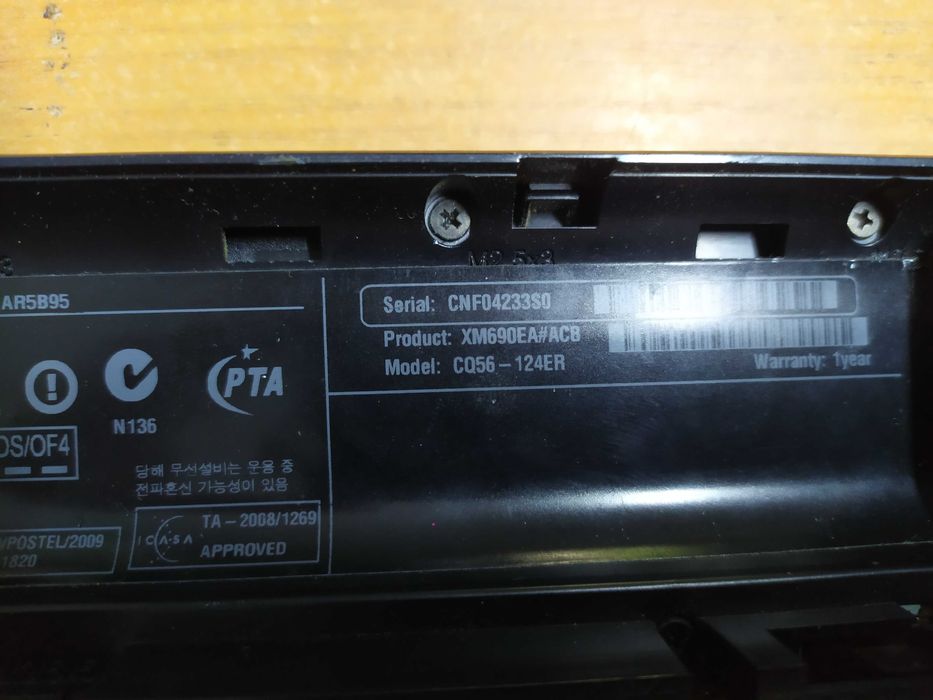 M2.5x3
AR5B95
Serial: CNF04233S0
Product: XM690EA#ACB
Model: CQ56-124ER
Warranty: 1year
PTA
N136
DS/OF4
당해 무선설비는 운용 중
전파혼신 가능성이 있음
ICASA
TA-2008/1269
APPROVED
/POSTEL/2009
1820